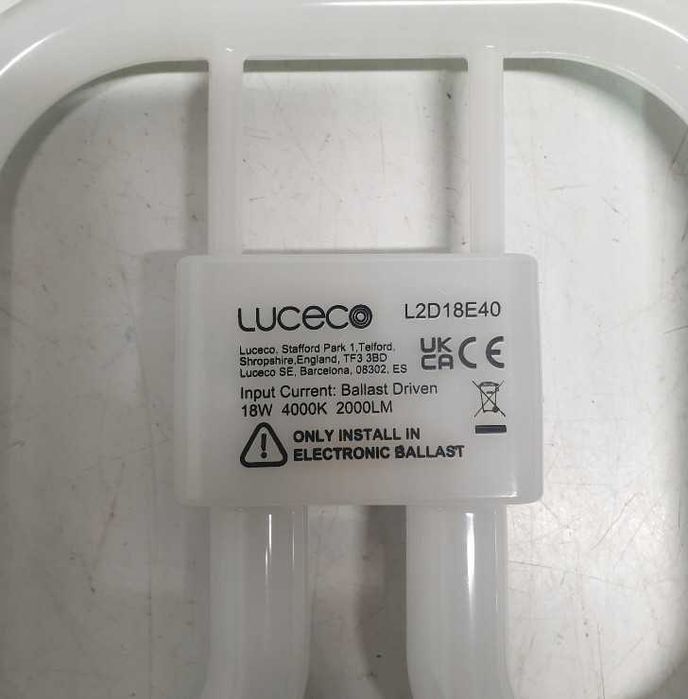 LUCECO L2D18E40
Luceco, Stafford Park 1,Telford,
Shropshire,England, TF3 3BD
Luceco SE, Barcelona, 08302, ES
UK
CA CE
Input Current: Ballast Driven
18W 4000K 2000LM
ONLY INSTALL IN
ELECTRONIC BALLAST